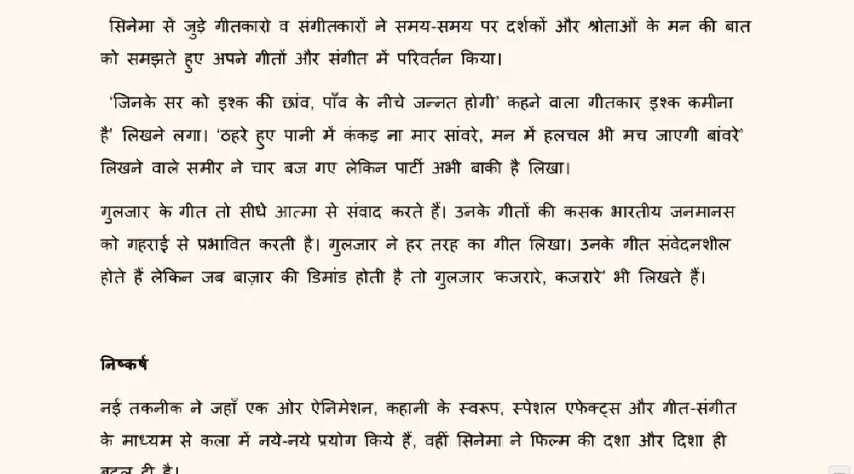 सिनेमा से जुड़े गीतकारो व संगीतकारों ने समय-समय पर दर्शकों और श्रोताओं के मन की बात
को समझते हुए अपने गीतों और संगीत में परिवर्तन किया।
‘जिनके सर को इश्क की छांव, पाँव के नीचे जन्नत होगी’ कहने वाला गीतकार इश्क कमीना
है’ लिखने लगा। ‘ठहरे हुए पानी में कंकड़ ना मार सांवरे, मन में हलचल भी मच जाएगी बांवरे’
लिखने वाले समीर ने चार बज गए लेकिन पार्टी अभी बाकी है लिखा।
गुलजार के गीत तो सीधे आत्मा से संवाद करते हैं। उनके गीतों की कसक भारतीय जनमानस
को गहराई से प्रभावित करती है। गुलजार ने हर तरह का गीत लिखा। उनके गीत संवेदनशील
होते हैं लेकिन जब बाज़ार की डिमांड होती है तो गुलजार ‘कजरारे, कजरारे’ भी लिखते हैं।
निष्कर्ष
नई तकनीक ने जहाँ एक ओर ऐनिमेशन, कहानी के स्वरूप, स्पेशल एफेक्ट्स और गीत-संगीत
के माध्यम से कला में नये-नये प्रयोग किये हैं, वहीं सिनेमा ने फिल्म की दशा और दिशा ही
बदल दी है।